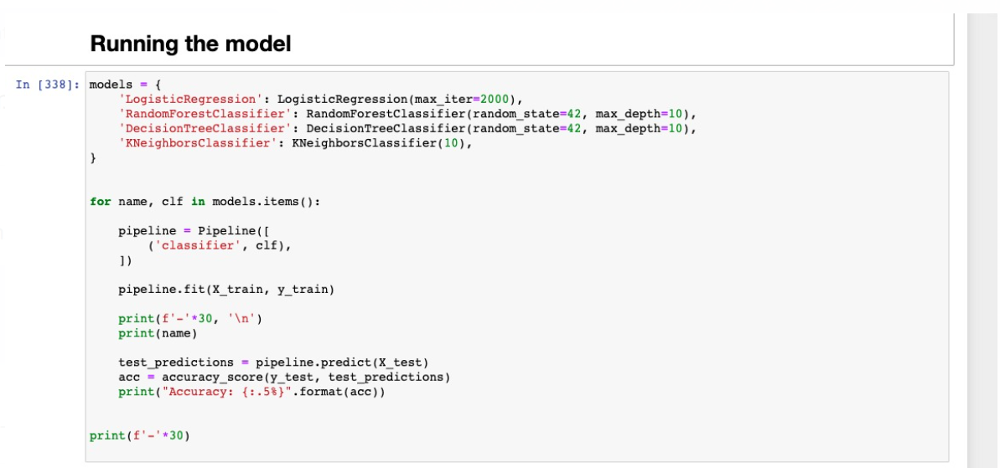 Running the model
In [338]: models = {
    'LogisticRegression': LogisticRegression(max_iter=2000),
    'RandomForestClassifier': RandomForestClassifier(random_state=42, max_depth=10),
    'DecisionTreeClassifier': DecisionTreeClassifier(random_state=42, max_depth=10),
    'KNeighborsClassifier': KNeighborsClassifier(10),
}
for name, clf in models.items():
    pipeline = Pipeline([
        ('classifier', clf),
    ])
    pipeline.fit(X_train, y_train)
    print(f'-'*30, '\n')
    print(name)
    test_predictions = pipeline.predict(X_test)
    acc = accuracy_score(y_test, test_predictions)
    print("Accuracy: {:.5%}".format(acc))
print(f'-'*30)